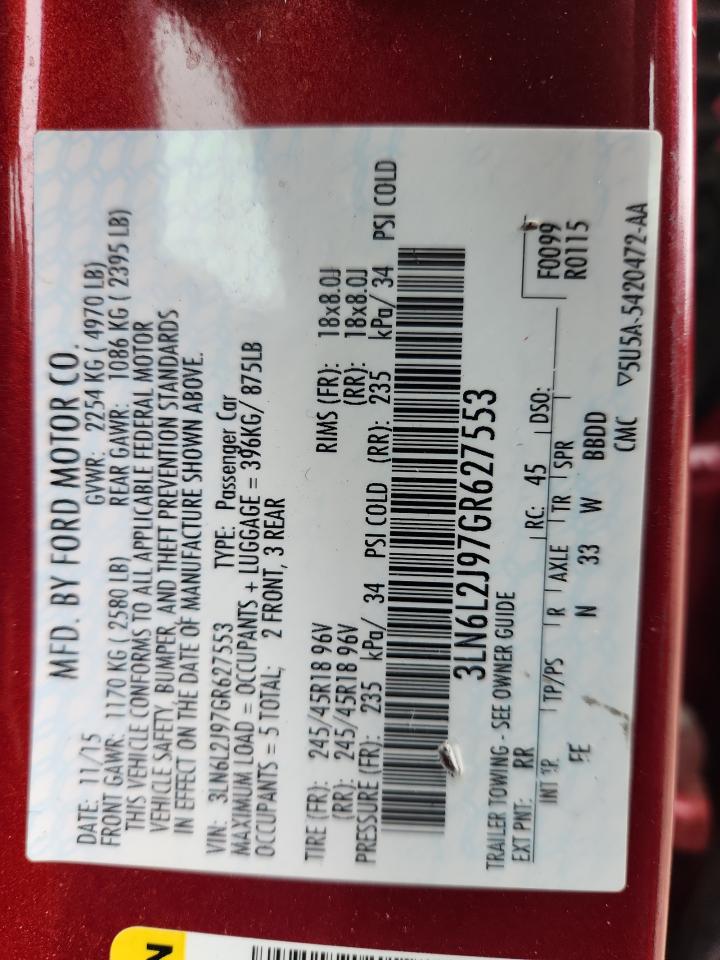 MFD. BY FORD MOTOR CO.
DATE: 11/15 GVWR: 2254 KG ( 4970 LB)
FRONT GAWR: 1170 KG ( 2580 LB) REAR GAWR: 1086 KG ( 2395 LB)
THIS VEHICLE CONFORMS TO ALL APPLICABLE FEDERAL MOTOR
VEHICLE SAFETY, BUMPER, AND THEFT PREVENTION STANDARDS
IN EFFECT ON THE DATE OF MANUFACTURE SHOWN ABOVE.
VIN: 3LN6L2J97GR627553 TYPE: Passenger Car
MAXIMUM LOAD = OCCUPANTS + LUGGAGE = 396KG/ 875LB
OCCUPANTS = 5 TOTAL; 2 FRONT, 3 REAR
TIRE (FR): 245/45R18 96V RIMS (FR): 18x8.0J
(RR): 245/45R18 96V (RR): 18x8.0J
PRESSURE (FR): 235 kPa/ 34 PSI COLD (RR): 235 kPa/ 34 PSI COLD
3LN6L2J97GR627553
TRAILER TOWING - SEE OWNER GUIDE
EXT PNT: RR RC: 45 DSO: F0099
INT TR TP/PS R AXLE TR SPR R0115
EE N 33 W BBDD
CMC ▽5U5A-5420472-AA
N